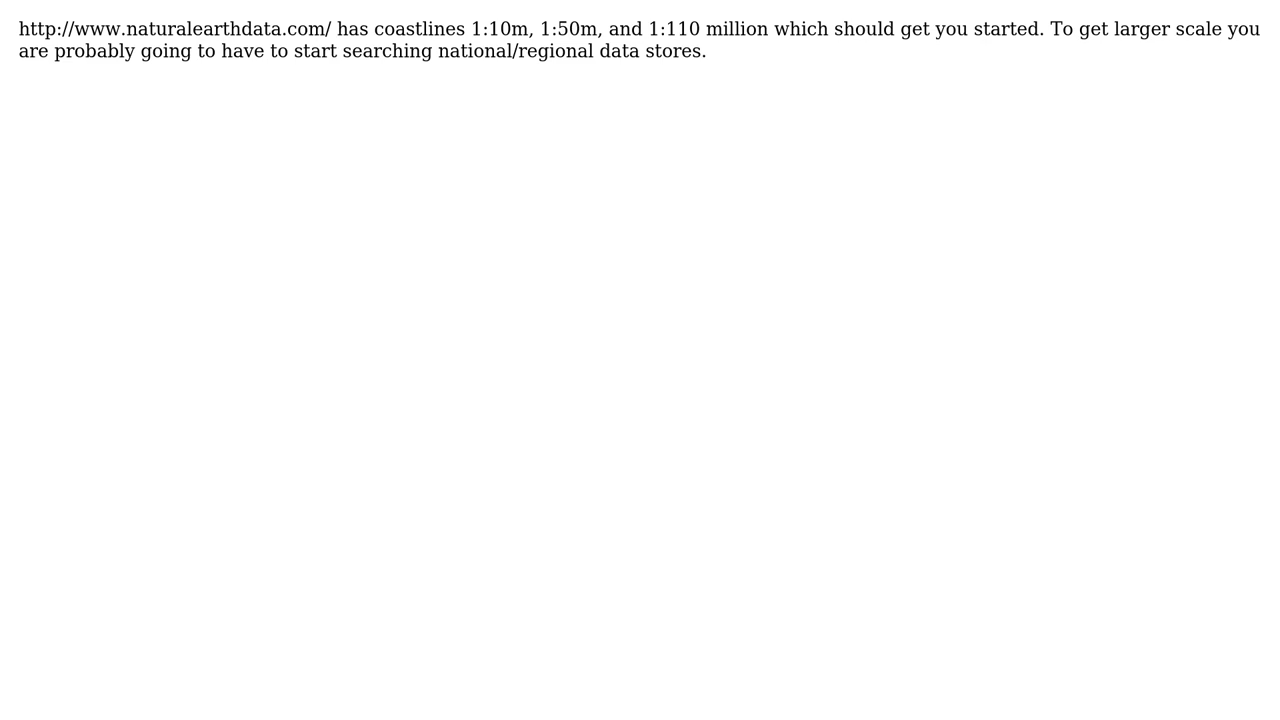 http://www.naturalearthdata.com/ has coastlines 1:10m, 1:50m, and 1:110 million which should get you started. To get larger scale you
are probably going to have to start searching national/regional data stores.